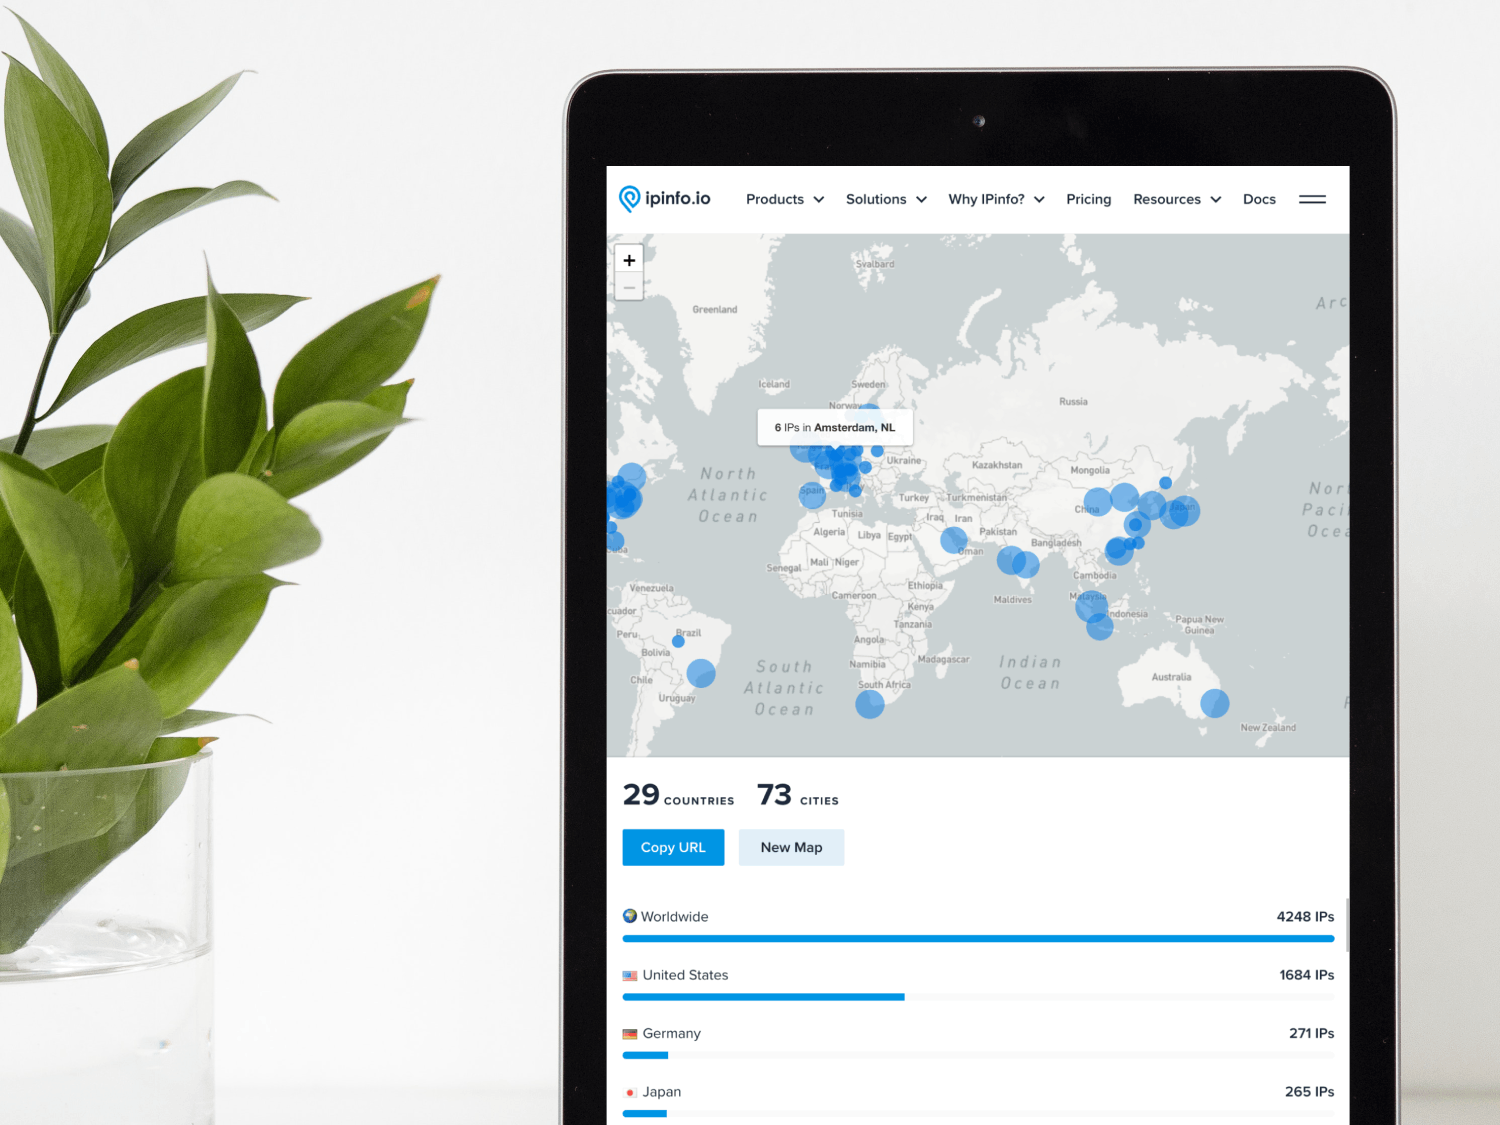 ipinfo.io
Products
Solutions
Why IPinfo?
Pricing
Resources
Docs
+
−
Svalbard
Greenland
Arc
Iceland
Sweden
Norway
Russia
6 IPs in Amsterdam, NL
Ukraine
Kazakhstan
Mongolia
North
Atlantic
Ocean
Nort
Pacif
Ocea
Spain
Turkey
Turkmenistan
China
Japan
Tunisia
Iraq
Iran
Algeria
Libya
Egypt
Pakistan
Bangladesh
Oman
Senegal
Mali
Niger
Cambodia
Venezuela
Ethiopia
Cameroon
Maldives
Malaysia
cuador
Kenya
Indonesia
Papua New
Guinea
Tanzania
Peru
Brazil
Angola
Bolivia
Namibia
Madagascar
South
Atlantic
Ocean
Indian
Ocean
Chile
South Africa
Australia
Uruguay
New Zealand
29 COUNTRIES
73 CITIES
Copy URL
New Map
Worldwide
4248 IPs
United States
1684 IPs
Germany
271 IPs
Japan
265 IPs